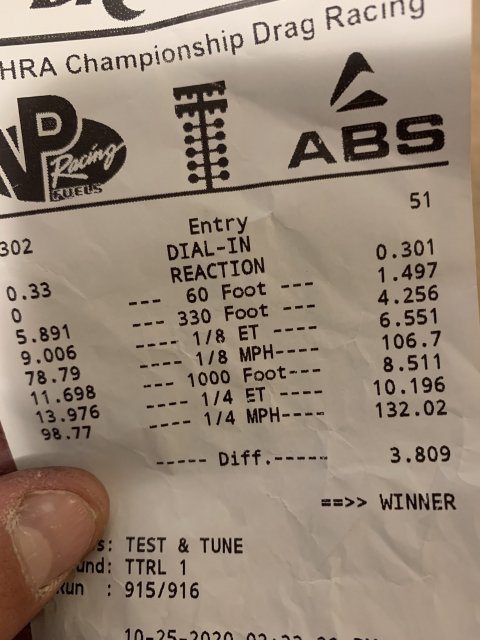 HRA Championship Drag Racing
VP Racing FUELS
ABS
302 Entry 51
DIAL-IN
0.33 REACTION 0.301
0 --- 60 Foot --- 1.497
5.891 --- 330 Foot --- 4.256
9.006 ---- 1/8 ET ---- 6.551
78.79 ---- 1/8 MPH---- 106.7
11.698 --- 1000 Foot--- 8.511
13.976 ---- 1/4 ET ---- 10.196
98.77 ---- 1/4 MPH---- 132.02
----- Diff.----- 3.809
==>> WINNER
s: TEST & TUNE
und: TTRL 1
un : 915/916
10-25-2020